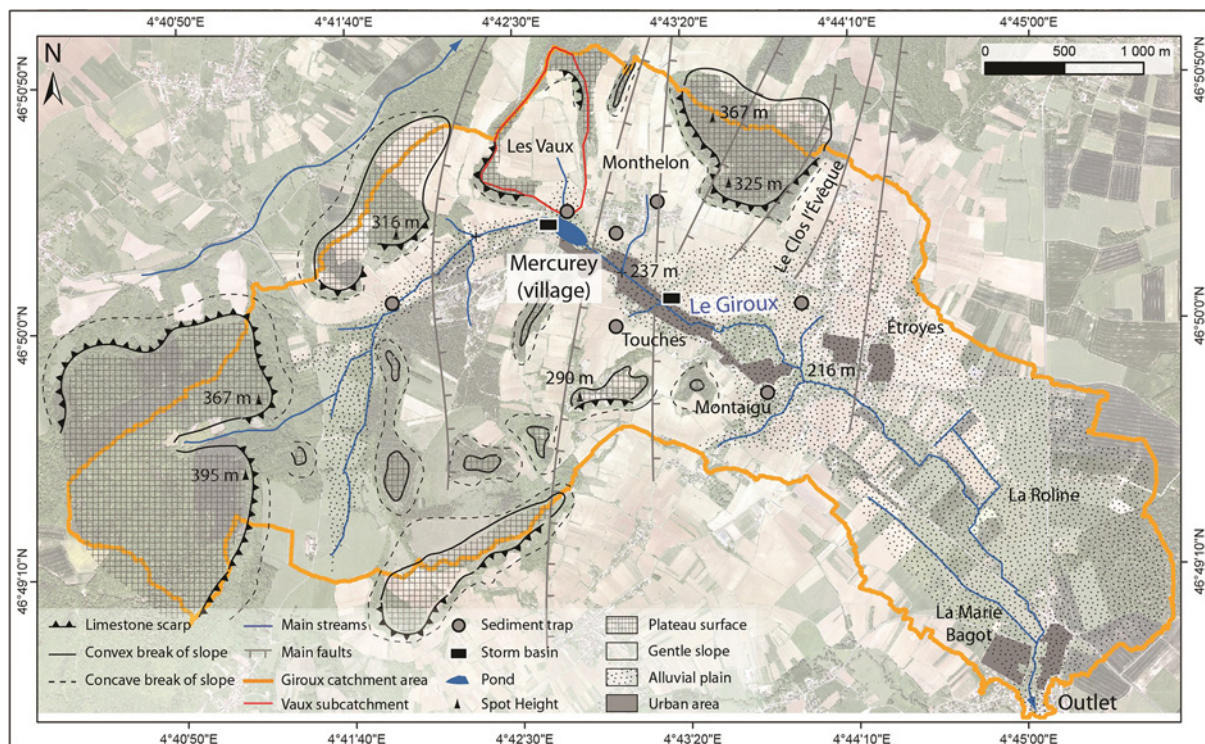 4°40'50"E
4°41'40"E
4°42'30"E
4°43'20"E
4°44'10"E
4°45'00"E
N
0 500 1 000 m
46°50'50"N
46°50'50"N
367 m
Les Vaux
Monthelon
325 m
316 m
Le Clos l'Évêque
Mercurey
(village)
237 m
Le Giroux
46°50'0"N
46°50'0"N
Touches
Étroyes
290 m
367 m
216 m
Montaigu
395 m
La Roline
46°49'10"N
46°49'10"N
La Marie
Bagot
Outlet
Limestone scarp
Convex break of slope
Concave break of slope
Main streams
Main faults
Giroux catchment area
Vaux subcatchment
Sediment trap
Storm basin
Pond
Spot Height
Plateau surface
Gentle slope
Alluvial plain
Urban area
4°40'50"E
4°41'40"E
4°42'30"E
4°43'20"E
4°44'10"E
4°45'00"E